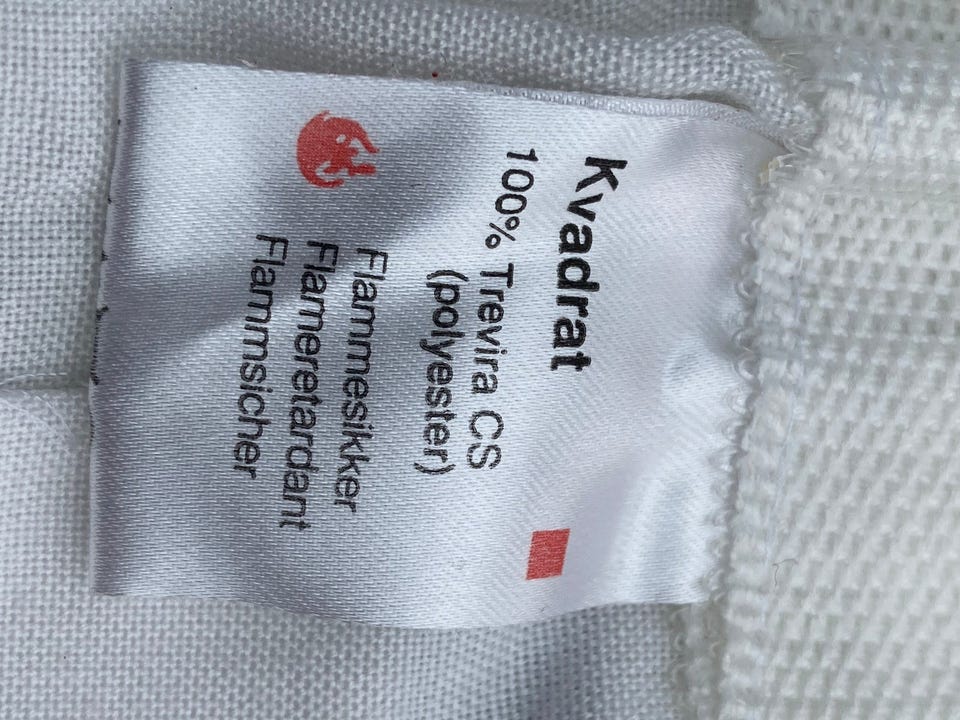 Kvadrat
100% Trevira CS
(polyester)
Flammesikker
Flameretardant
Flammsicher